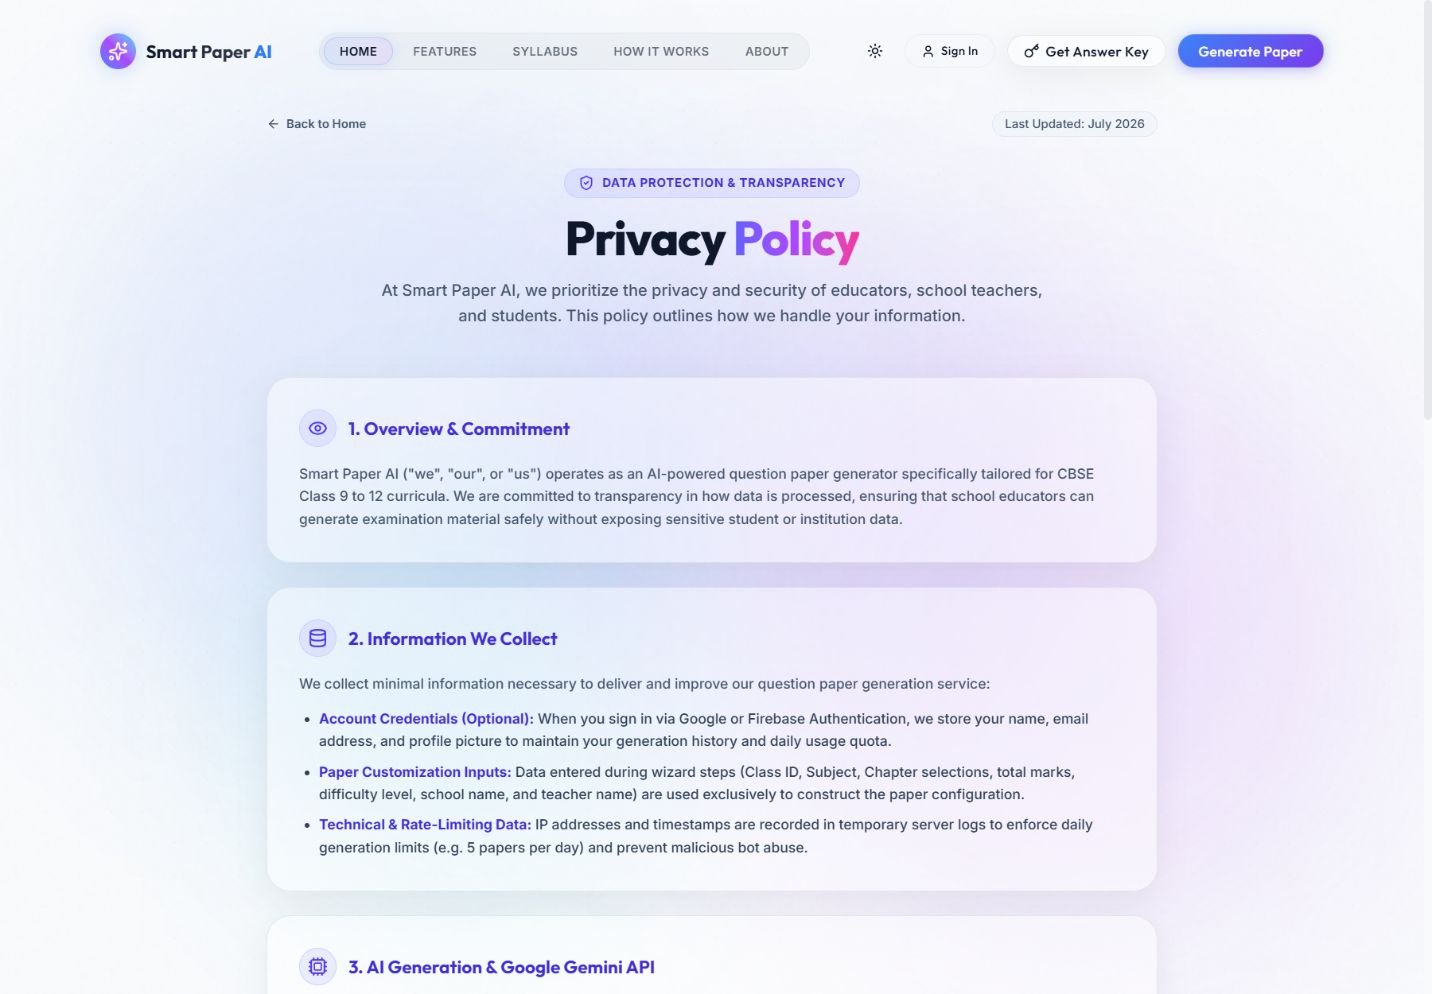 Smart Paper AI
HOME
FEATURES
SYLLABUS
HOW IT WORKS
ABOUT
Sign In
Get Answer Key
Generate Paper
Back to Home
Last Updated: July 2026
DATA PROTECTION & TRANSPARENCY
Privacy Policy
At Smart Paper AI, we prioritize the privacy and security of educators, school teachers,
and students. This policy outlines how we handle your information.
1. Overview & Commitment
Smart Paper AI ("we", "our", or "us") operates as an AI-powered question paper generator specifically tailored for CBSE
Class 9 to 12 curricula. We are committed to transparency in how data is processed, ensuring that school educators can
generate examination material safely without exposing sensitive student or institution data.
2. Information We Collect
We collect minimal information necessary to deliver and improve our question paper generation service:
• Account Credentials (Optional): When you sign in via Google or Firebase Authentication, we store your name, email
address, and profile picture to maintain your generation history and daily usage quota.
• Paper Customization Inputs: Data entered during wizard steps (Class ID, Subject, Chapter selections, total marks,
difficulty level, school name, and teacher name) are used exclusively to construct the paper configuration.
• Technical & Rate-Limiting Data: IP addresses and timestamps are recorded in temporary server logs to enforce daily
generation limits (e.g. 5 papers per day) and prevent malicious bot abuse.
3. AI Generation & Google Gemini API